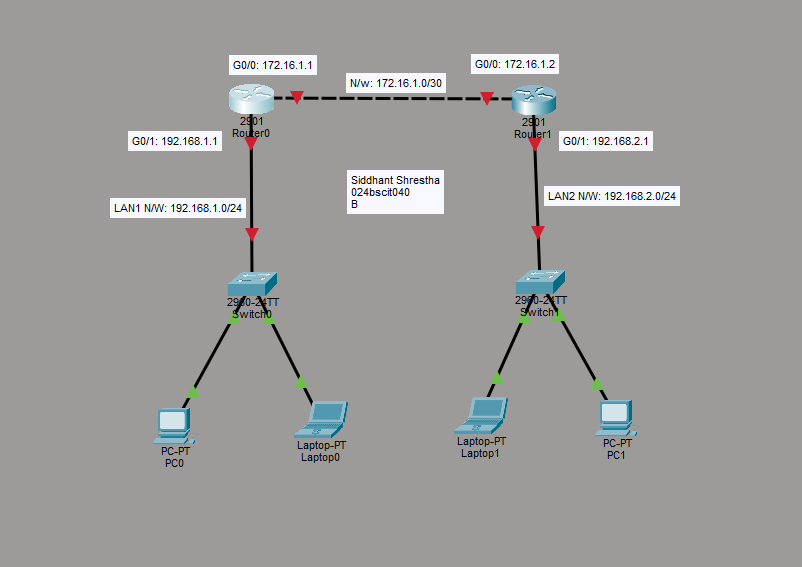 G0/0: 172.16.1.1
G0/0: 172.16.1.2
N/w: 172.16.1.0/30
2901
Router0
2901
Router1
G0/1: 192.168.1.1
G0/1: 192.168.2.1
Siddhant Shrestha
024bscit040
B
LAN1 N/W: 192.168.1.0/24
LAN2 N/W: 192.168.2.0/24
2960-24TT
Switch0
2960-24TT
Switch1
PC-PT
PC0
Laptop-PT
Laptop0
Laptop-PT
Laptop1
PC-PT
PC1